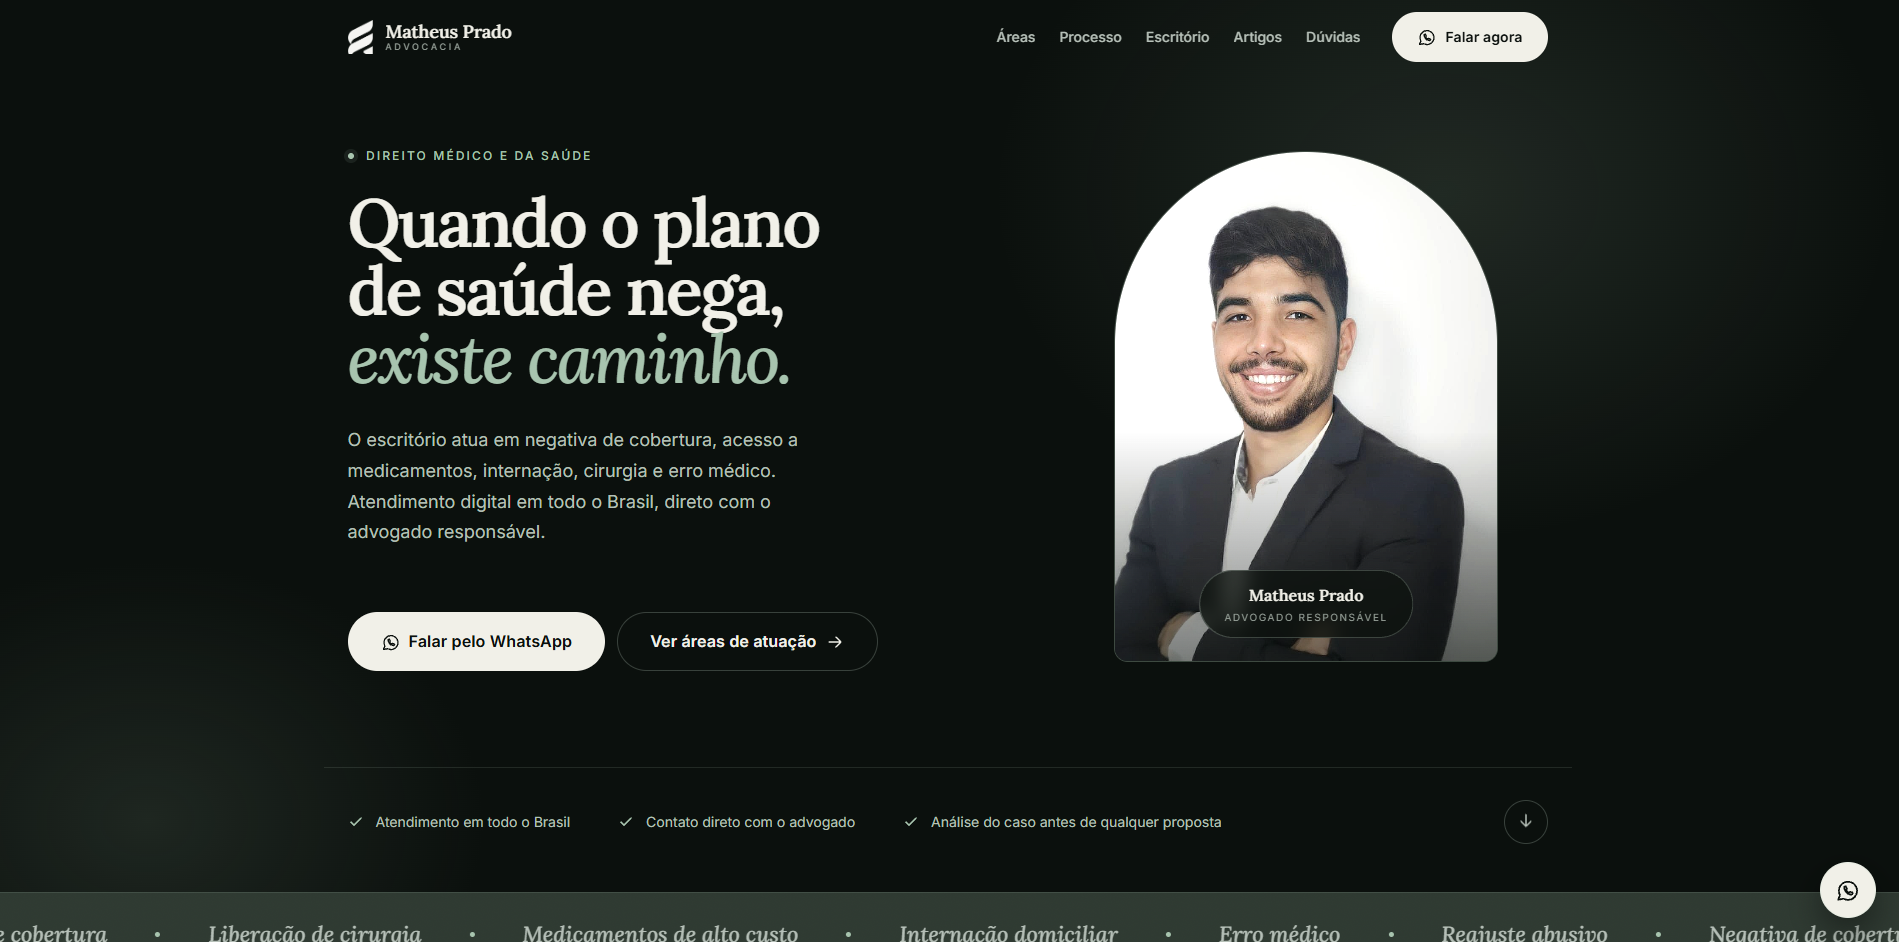 Matheus Prado
ADVOCACIA
Áreas
Processo
Escritório
Artigos
Dúvidas
Falar agora
DIREITO MÉDICO E DA SAÚDE
Quando o plano
de saúde nega,
existe caminho.
O escritório atua em negativa de cobertura, acesso a
medicamentos, internação, cirurgia e erro médico.
Atendimento digital em todo o Brasil, direto com o
advogado responsável.
Falar pelo WhatsApp
Ver áreas de atuação →
Matheus Prado
ADVOGADO RESPONSÁVEL
Atendimento em todo o Brasil
Contato direto com o advogado
Análise do caso antes de qualquer proposta
e cobertura • Liberação de cirurgia • Medicamentos de alto custo • Internação domiciliar • Erro médico • Reajuste abusivo • Negativa de cobert